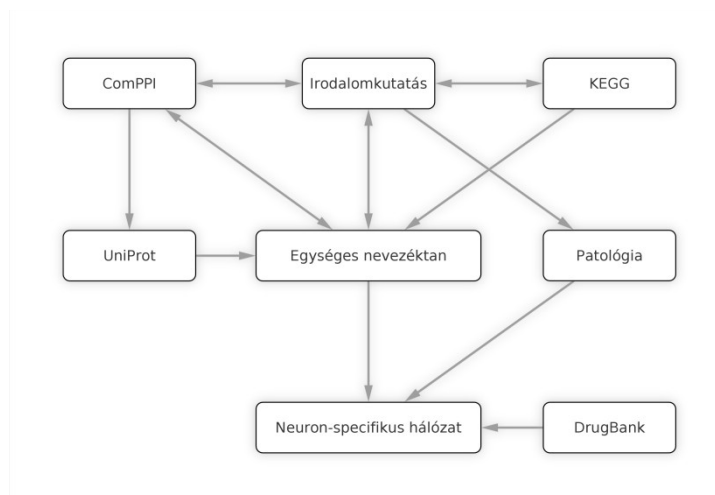 ComPPI
Irodalomkutatás
KEGG
UniProt
Egységes nevezéktan
Patológia
Neuron-specifikus hálózat
DrugBank